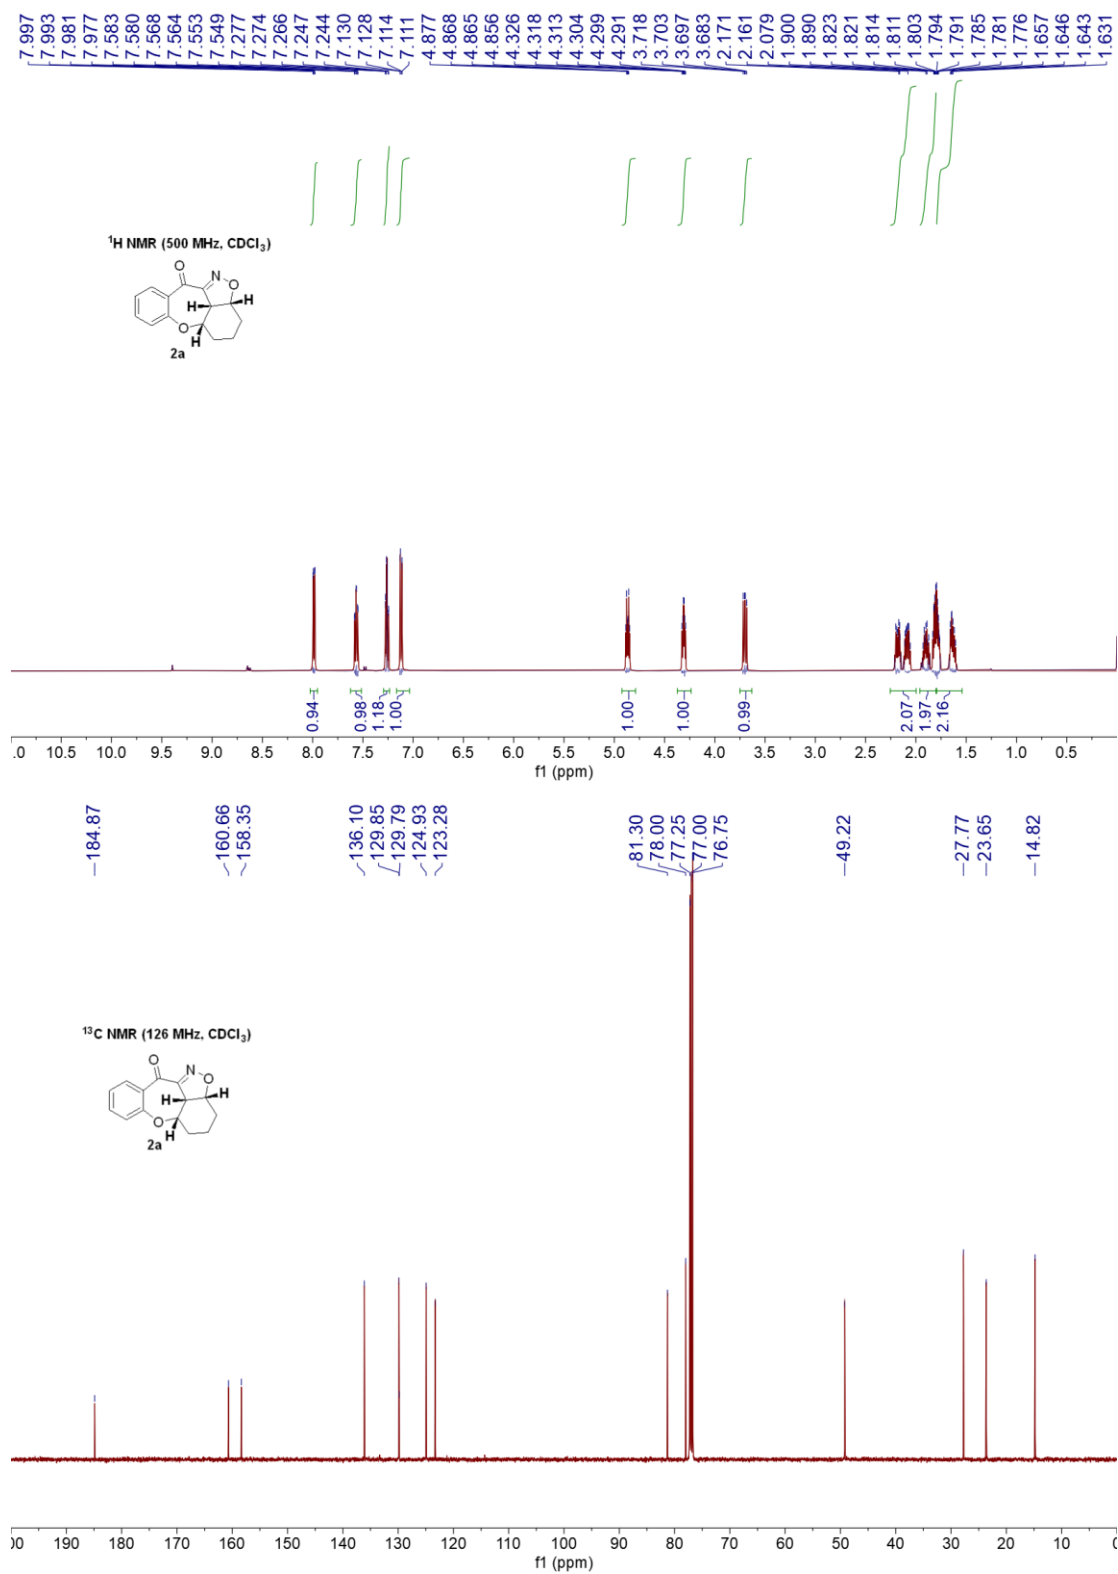 7.997 7.993 7.981 7.977 7.583 7.580 7.568 7.564 7.553 7.549 7.277 7.274 7.266 7.247 7.244 7.130 7.128 7.114 7.111 4.877 4.868 4.865 4.856 4.326 4.318 4.313 4.304 4.299 4.291 3.718 3.703 3.697 3.683 2.171 2.161 2.079 1.900 1.890 1.823 1.821 1.814 1.811 1.803 1.794 1.791 1.785 1.781 1.776 1.657 1.646 1.643 1.631
¹H NMR (500 MHz, CDCl₃)
O
N
O
H
H
O
H
2a
0.94 0.98 1.18 1.00 1.00 1.00 0.99 2.07 1.97 2.16
.0 10.0 9.5 9.0 8.5 8.0 7.5 7.0 6.5 6.0 5.5 5.0 4.5 4.0 3.5 3.0 2.5 2.0 1.5 1.0 0.5
f1 (ppm)
184.87 160.66 158.35 136.10 129.85 129.79 124.93 123.28 81.30 78.00 77.25 77.00 76.75 49.22 27.77 23.65 14.82
¹³C NMR (126 MHz, CDCl₃)
O
N
O
H
H
O
H
2a
00 190 180 170 160 150 140 130 120 110 100 90 80 70 60 50 40 30 20 10 0
f1 (ppm)